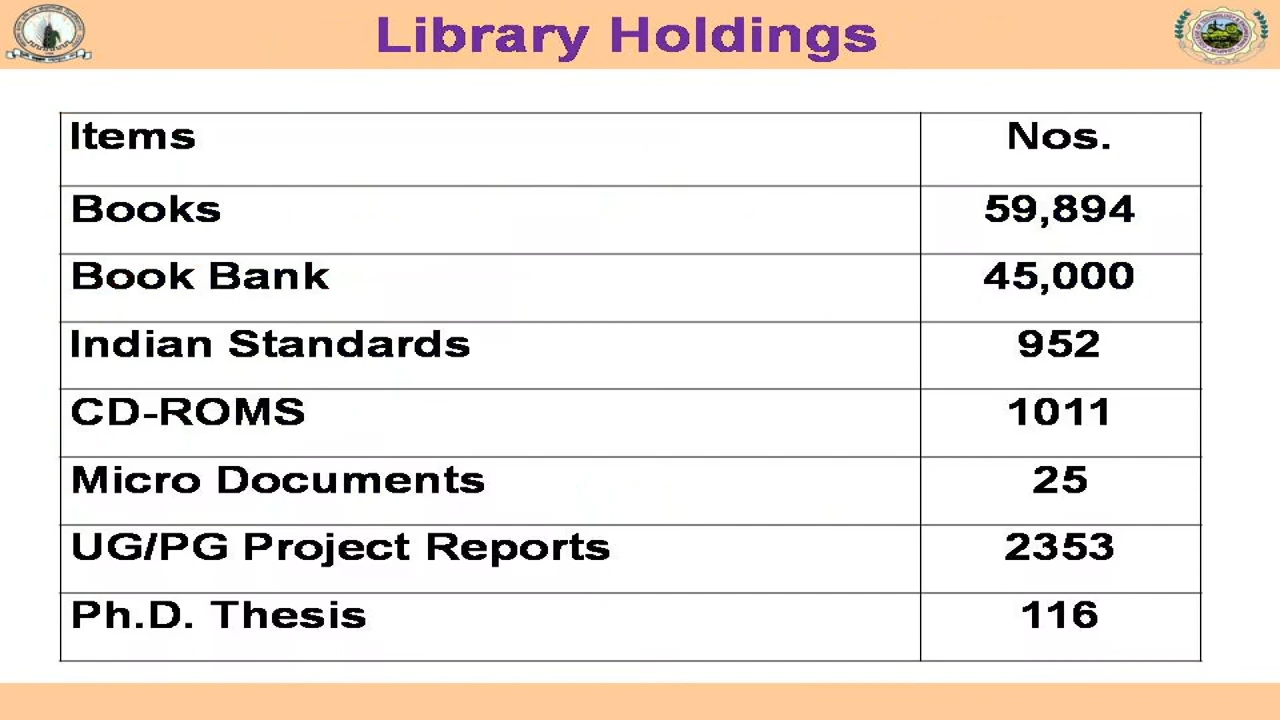 Library Holdings
Items Nos.
Books 59,894
Book Bank 45,000
Indian Standards 952
CD-ROMS 1011
Micro Documents 25
UG/PG Project Reports 2353
Ph.D. Thesis 116